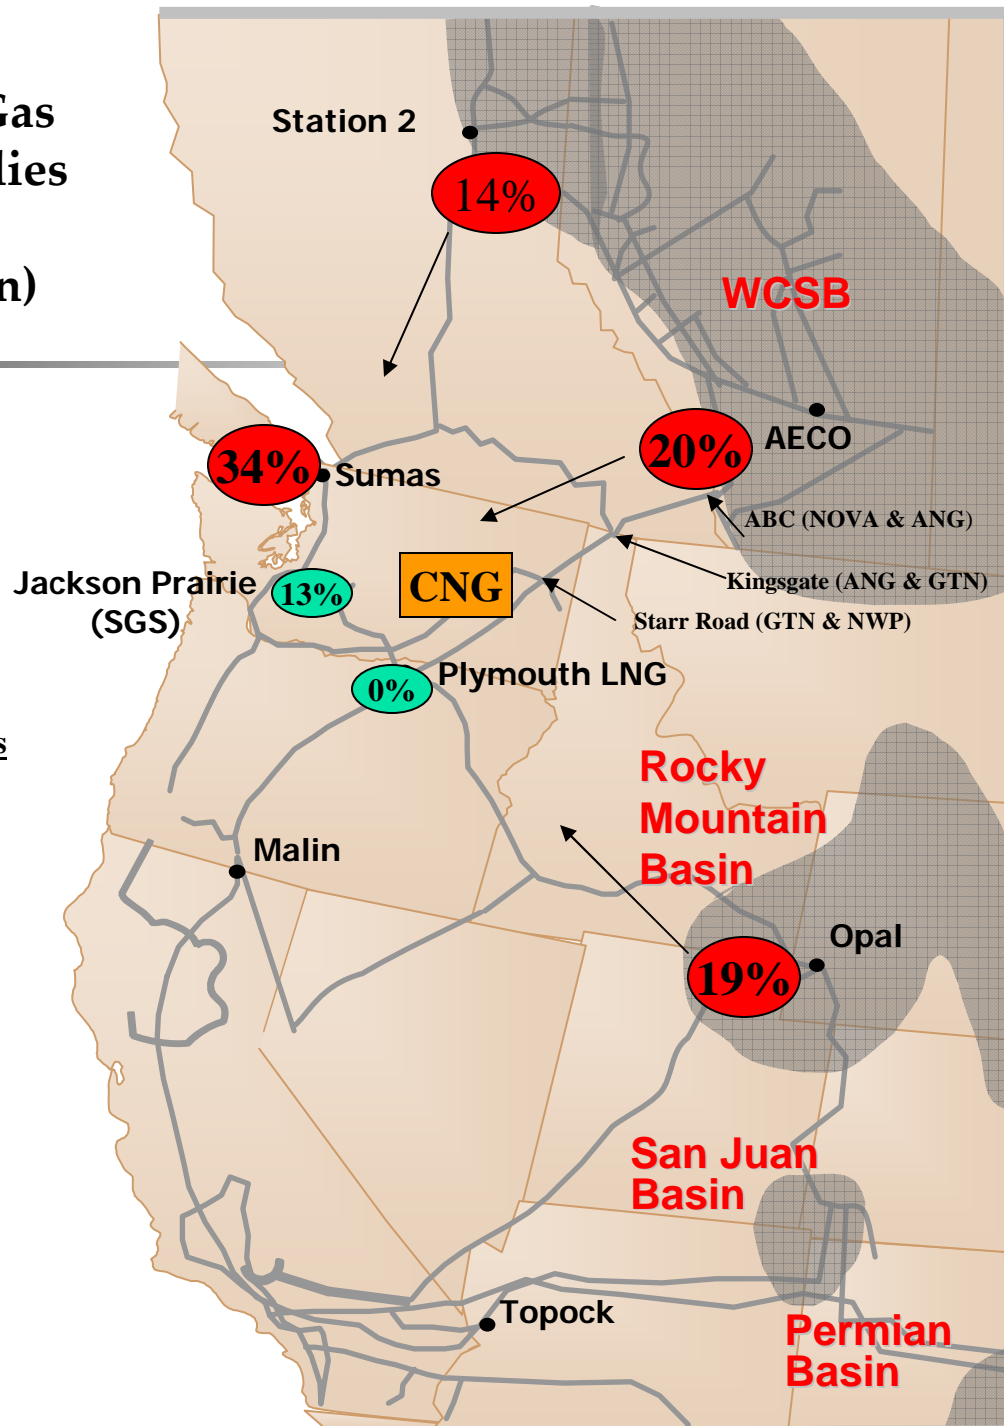 Gas
lies
n)
Station 2
14%
WCSB
34%
Sumas
20%
AECO
ABC (NOVA & ANG)
Jackson Prairie
(SGS)
13%
CNG
Kingsgate (ANG & GTN)
Starr Road (GTN & NWP)
Plymouth LNG
0%
s
Rocky
Mountain
Basin
Malin
Opal
19%
San Juan
Basin
Topock
Permian
Basin